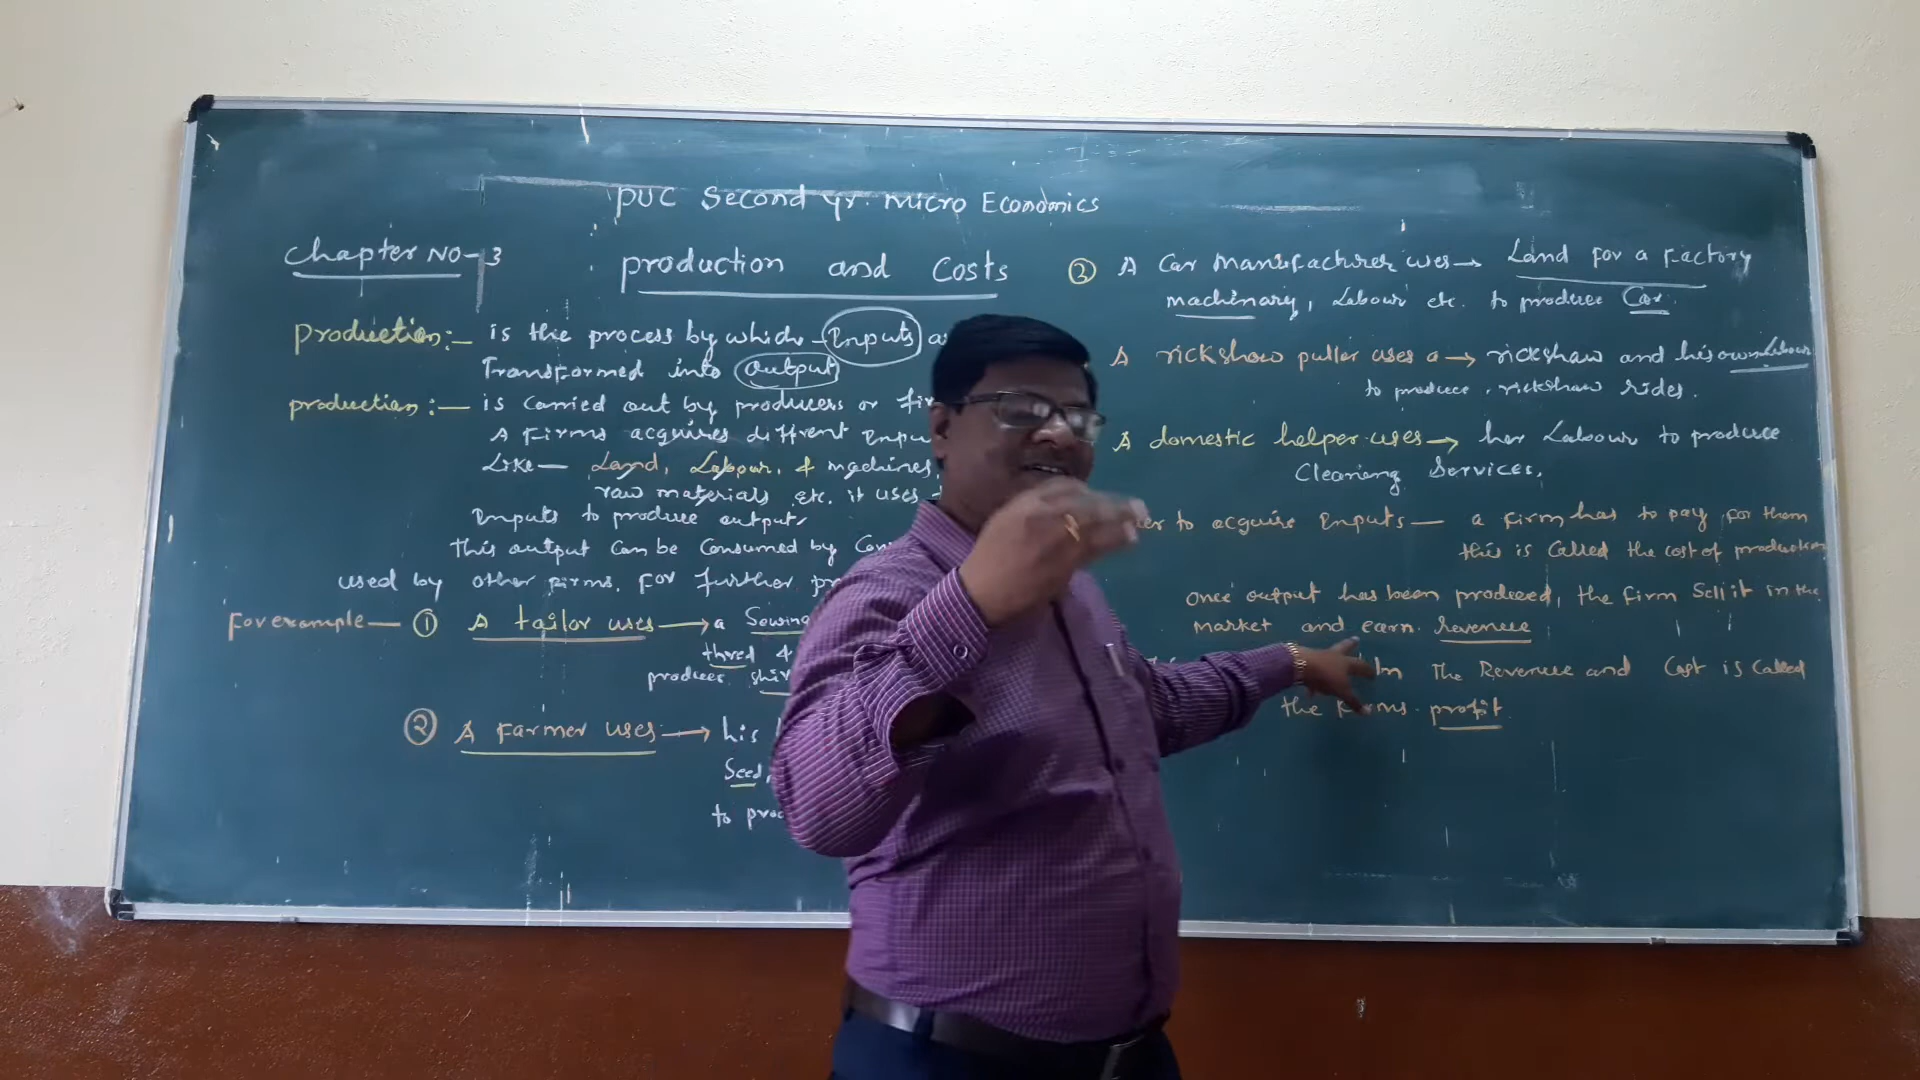 PUC Second yr. Micro Economics
Chapter NO-3
production and Costs
production:- is the process by which Inputs a
Transformed into output
production:- is carried out by producers or fir
A Firms acquires different Inpu
Like- Land, Labour, & machines,
raw materials etc. it uses
Inputs to produce output.
This output can be Consumed by Con
used by other firms. For further pr
For example- ① A tailor uses → a Sewing
thred &
produce shir
② A farmer uses → his
Seed,
to prod
③ A Car Manufacturer uses → Land for a Factory
machinary, Labour etc. to produce Car.
A rickshaw puller uses a → rickshaw and his own Labour
to produce rickshaw rides.
A domestic helper uses → her Labour to produce
Cleaning Services.
er to acquire Inputs - a firm has to pay for them
this is Called the cost of production
Once output has been produced, the firm Sell it in the
market and earn Revenue
The Revenue and Cost is Called
the Firms profit